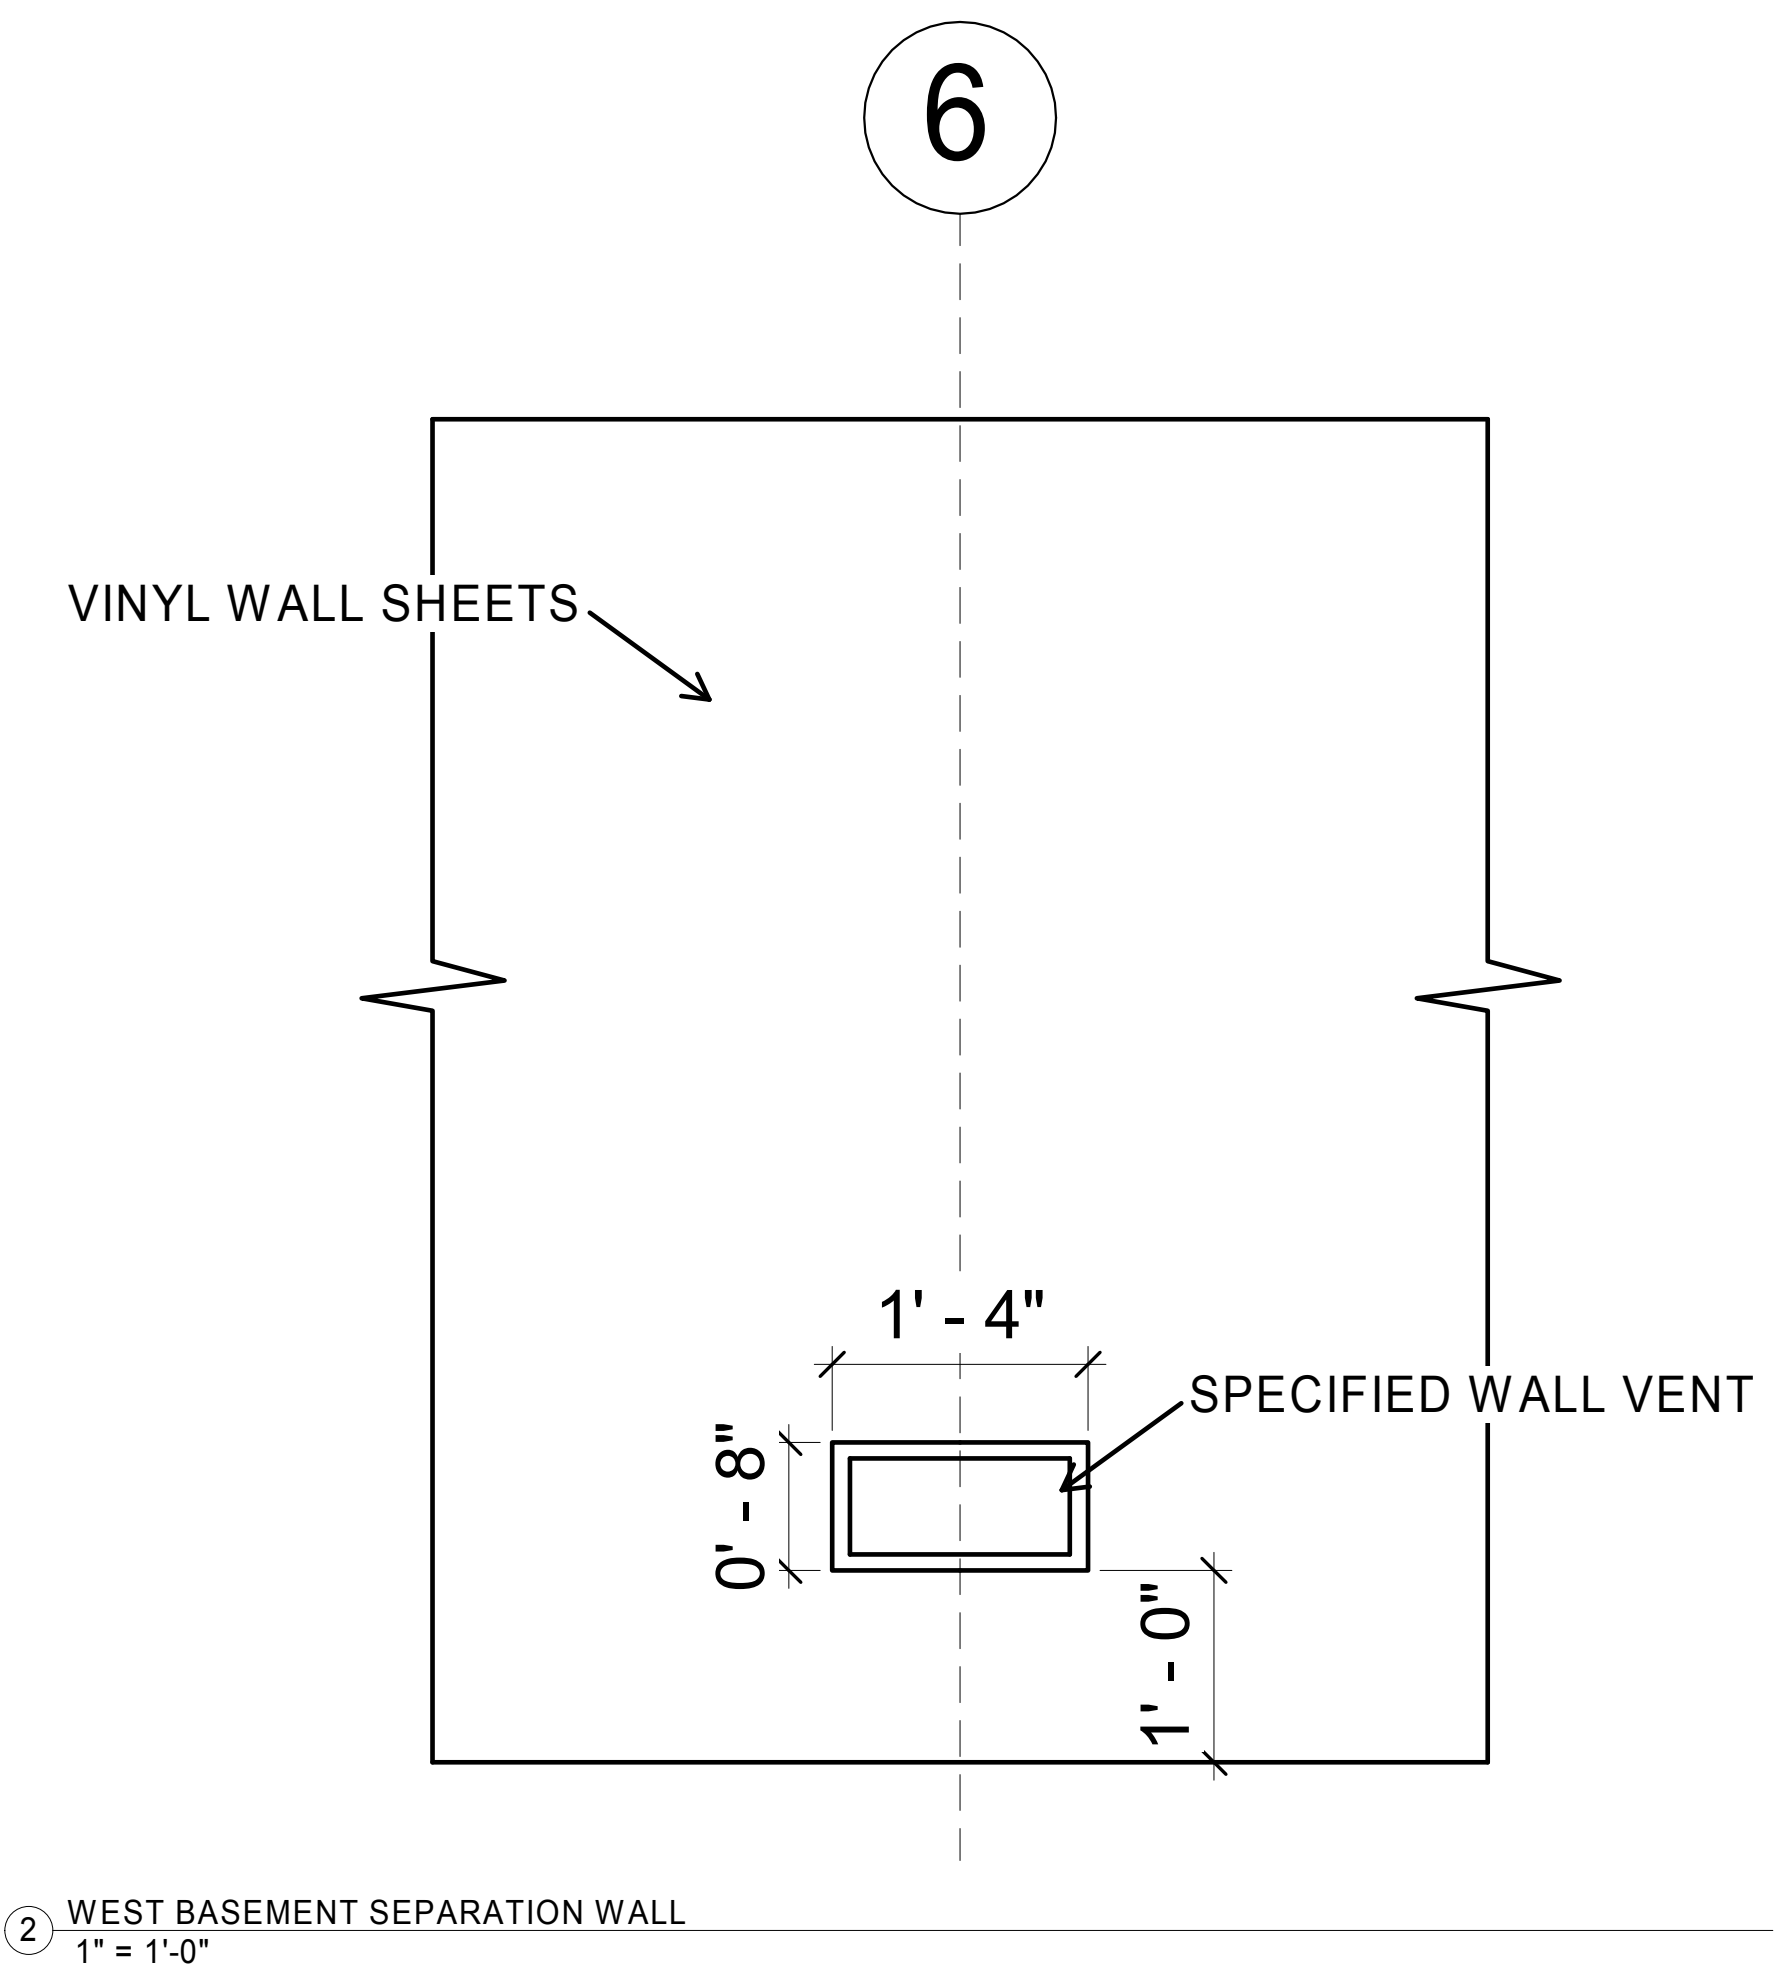 6
VINYL WALL SHEETS
1' - 4"
SPECIFIED WALL VENT
0' - 8"
1' - 0"
2
WEST BASEMENT SEPARATION WALL
1" = 1'-0"